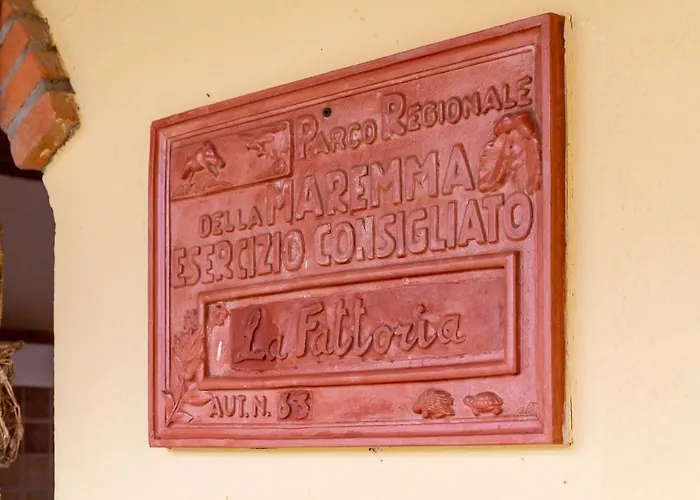 PARCO REGIONALE
DELLA MAREMMA
ESERCIZIO CONSIGLIATO
La Fattoria
AUT. N. 63